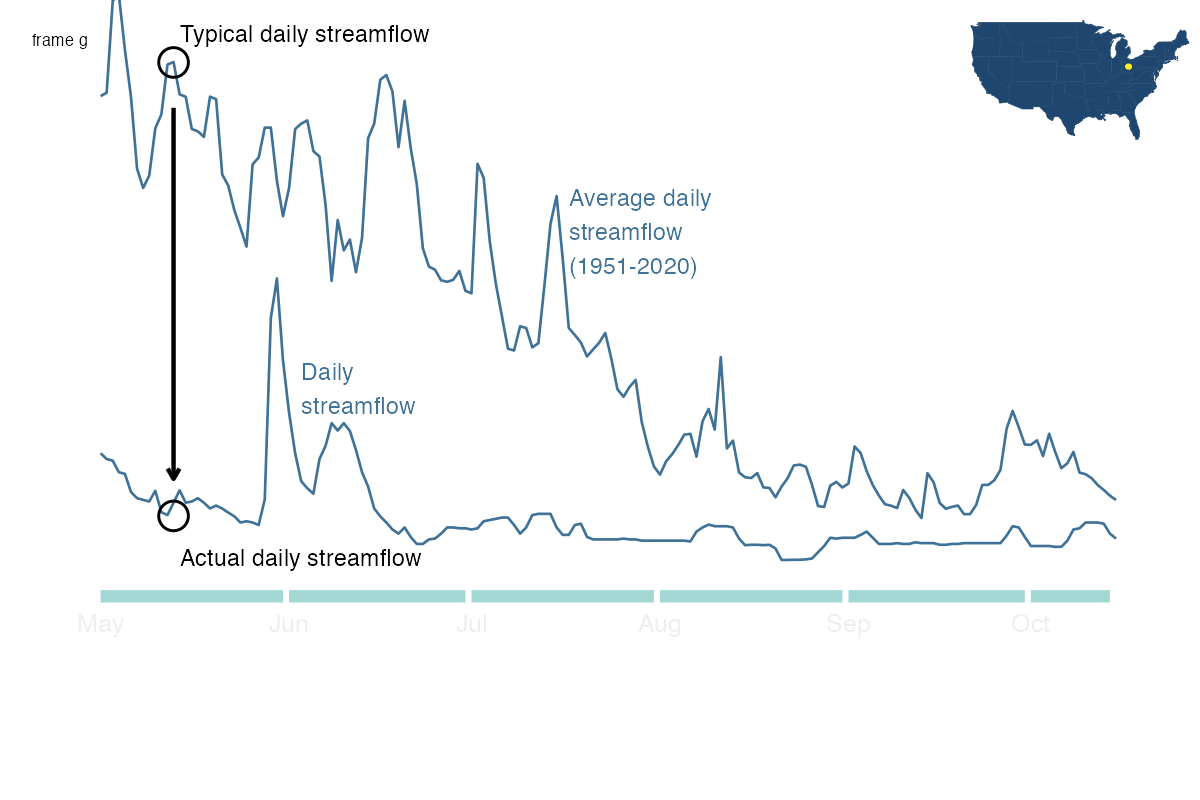 Typical daily streamflow
frame g
Average daily
streamflow
(1951-2020)
Daily
streamflow
Actual daily streamflow
May Jun Jul Aug Sep Oct